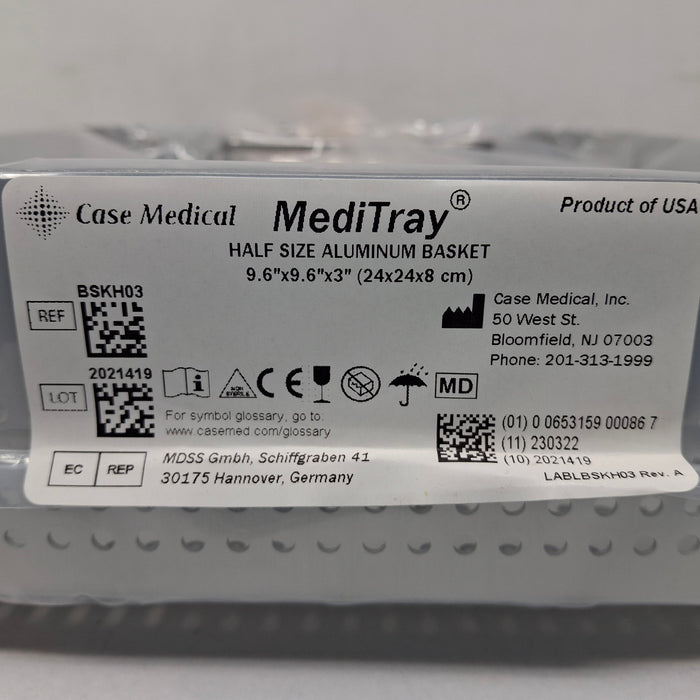 Case Medical
MediTray®
Product of USA
HALF SIZE ALUMINUM BASKET
9.6"x9.6"x3" (24x24x8 cm)
BSKH03
REF
Case Medical, Inc.
50 West St.
Bloomfield, NJ 07003
Phone: 201-313-1999
2021419
LOT
NON
STERILE
CE
MD
For symbol glossary, go to:
www.casemed.com/glossary
(01) 0 0653159 00086 7
(11) 230322
(10) 2021419
EC REP
MDSS Gmbh, Schiffgraben 41
30175 Hannover, Germany
LABLBSKH03 Rev. A